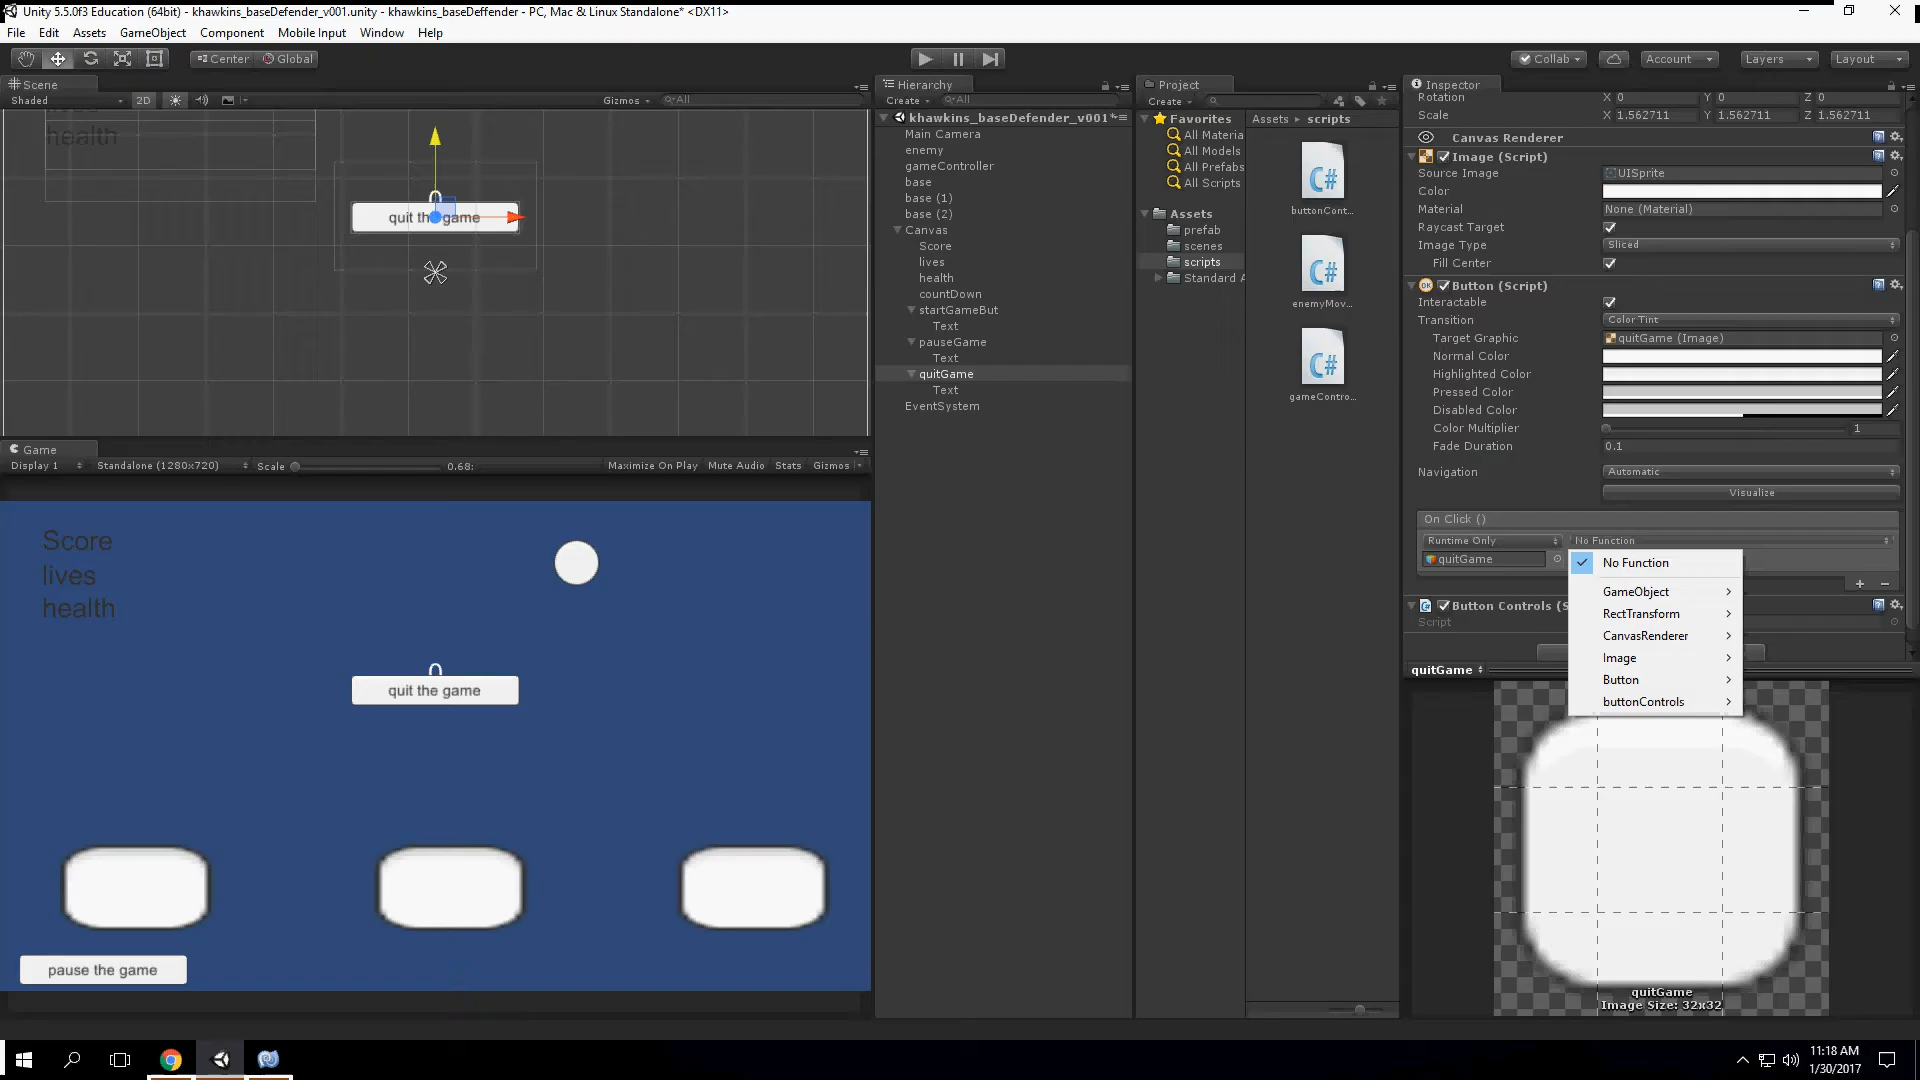 Unity 5.5.0f3 Education (64bit) - khawkins_baseDefender_v001.unity - khawkins_baseDeffender - PC, Mac & Linux Standalone* <DX11>
File Edit Assets GameObject Component Mobile Input Window Help
Center Global Collab Account Layers Layout
Scene
Shaded 2D Gizmos All
health
quit the game
Game
Display 1 Standalone (1280x720) Scale 0.68: Maximize On Play Mute Audio Stats Gizmos
Score
lives
health
0
quit the game
pause the game
Hierarchy
Create All
khawkins_baseDefender_v001*
Main Camera
enemy
gameController
base
base (1)
base (2)
Canvas
Score
lives
health
countDown
startGameBut
Text
pauseGame
Text
quitGame
Text
EventSystem
Project
Create
Favorites
All Materia
All Models
All Prefabs
All Scripts
Assets
prefab
scenes
scripts
Standard A
Assets scripts
C#
buttonCont...
C#
enemyMov...
C#
gameContro...
Inspector
Rotation X 0 Y 0 Z 0
Scale X 1.562711 Y 1.562711 Z 1.562711
Canvas Renderer
Image (Script)
Source Image UISprite
Color
Material None (Material)
Raycast Target
Image Type Sliced
Fill Center
OK Button (Script)
Interactable
Transition Color Tint
Target Graphic quitGame (Image)
Normal Color
Highlighted Color
Pressed Color
Disabled Color
Color Multiplier 1
Fade Duration 0.1
Navigation Automatic
Visualize
On Click ()
Runtime Only No Function
quitGame
No Function
GameObject
RectTransform
CanvasRenderer
Image
Button
buttonControls
Button Controls (S
Script
quitGame
quitGame
Image Size: 32x32
11:18 AM
1/30/2017